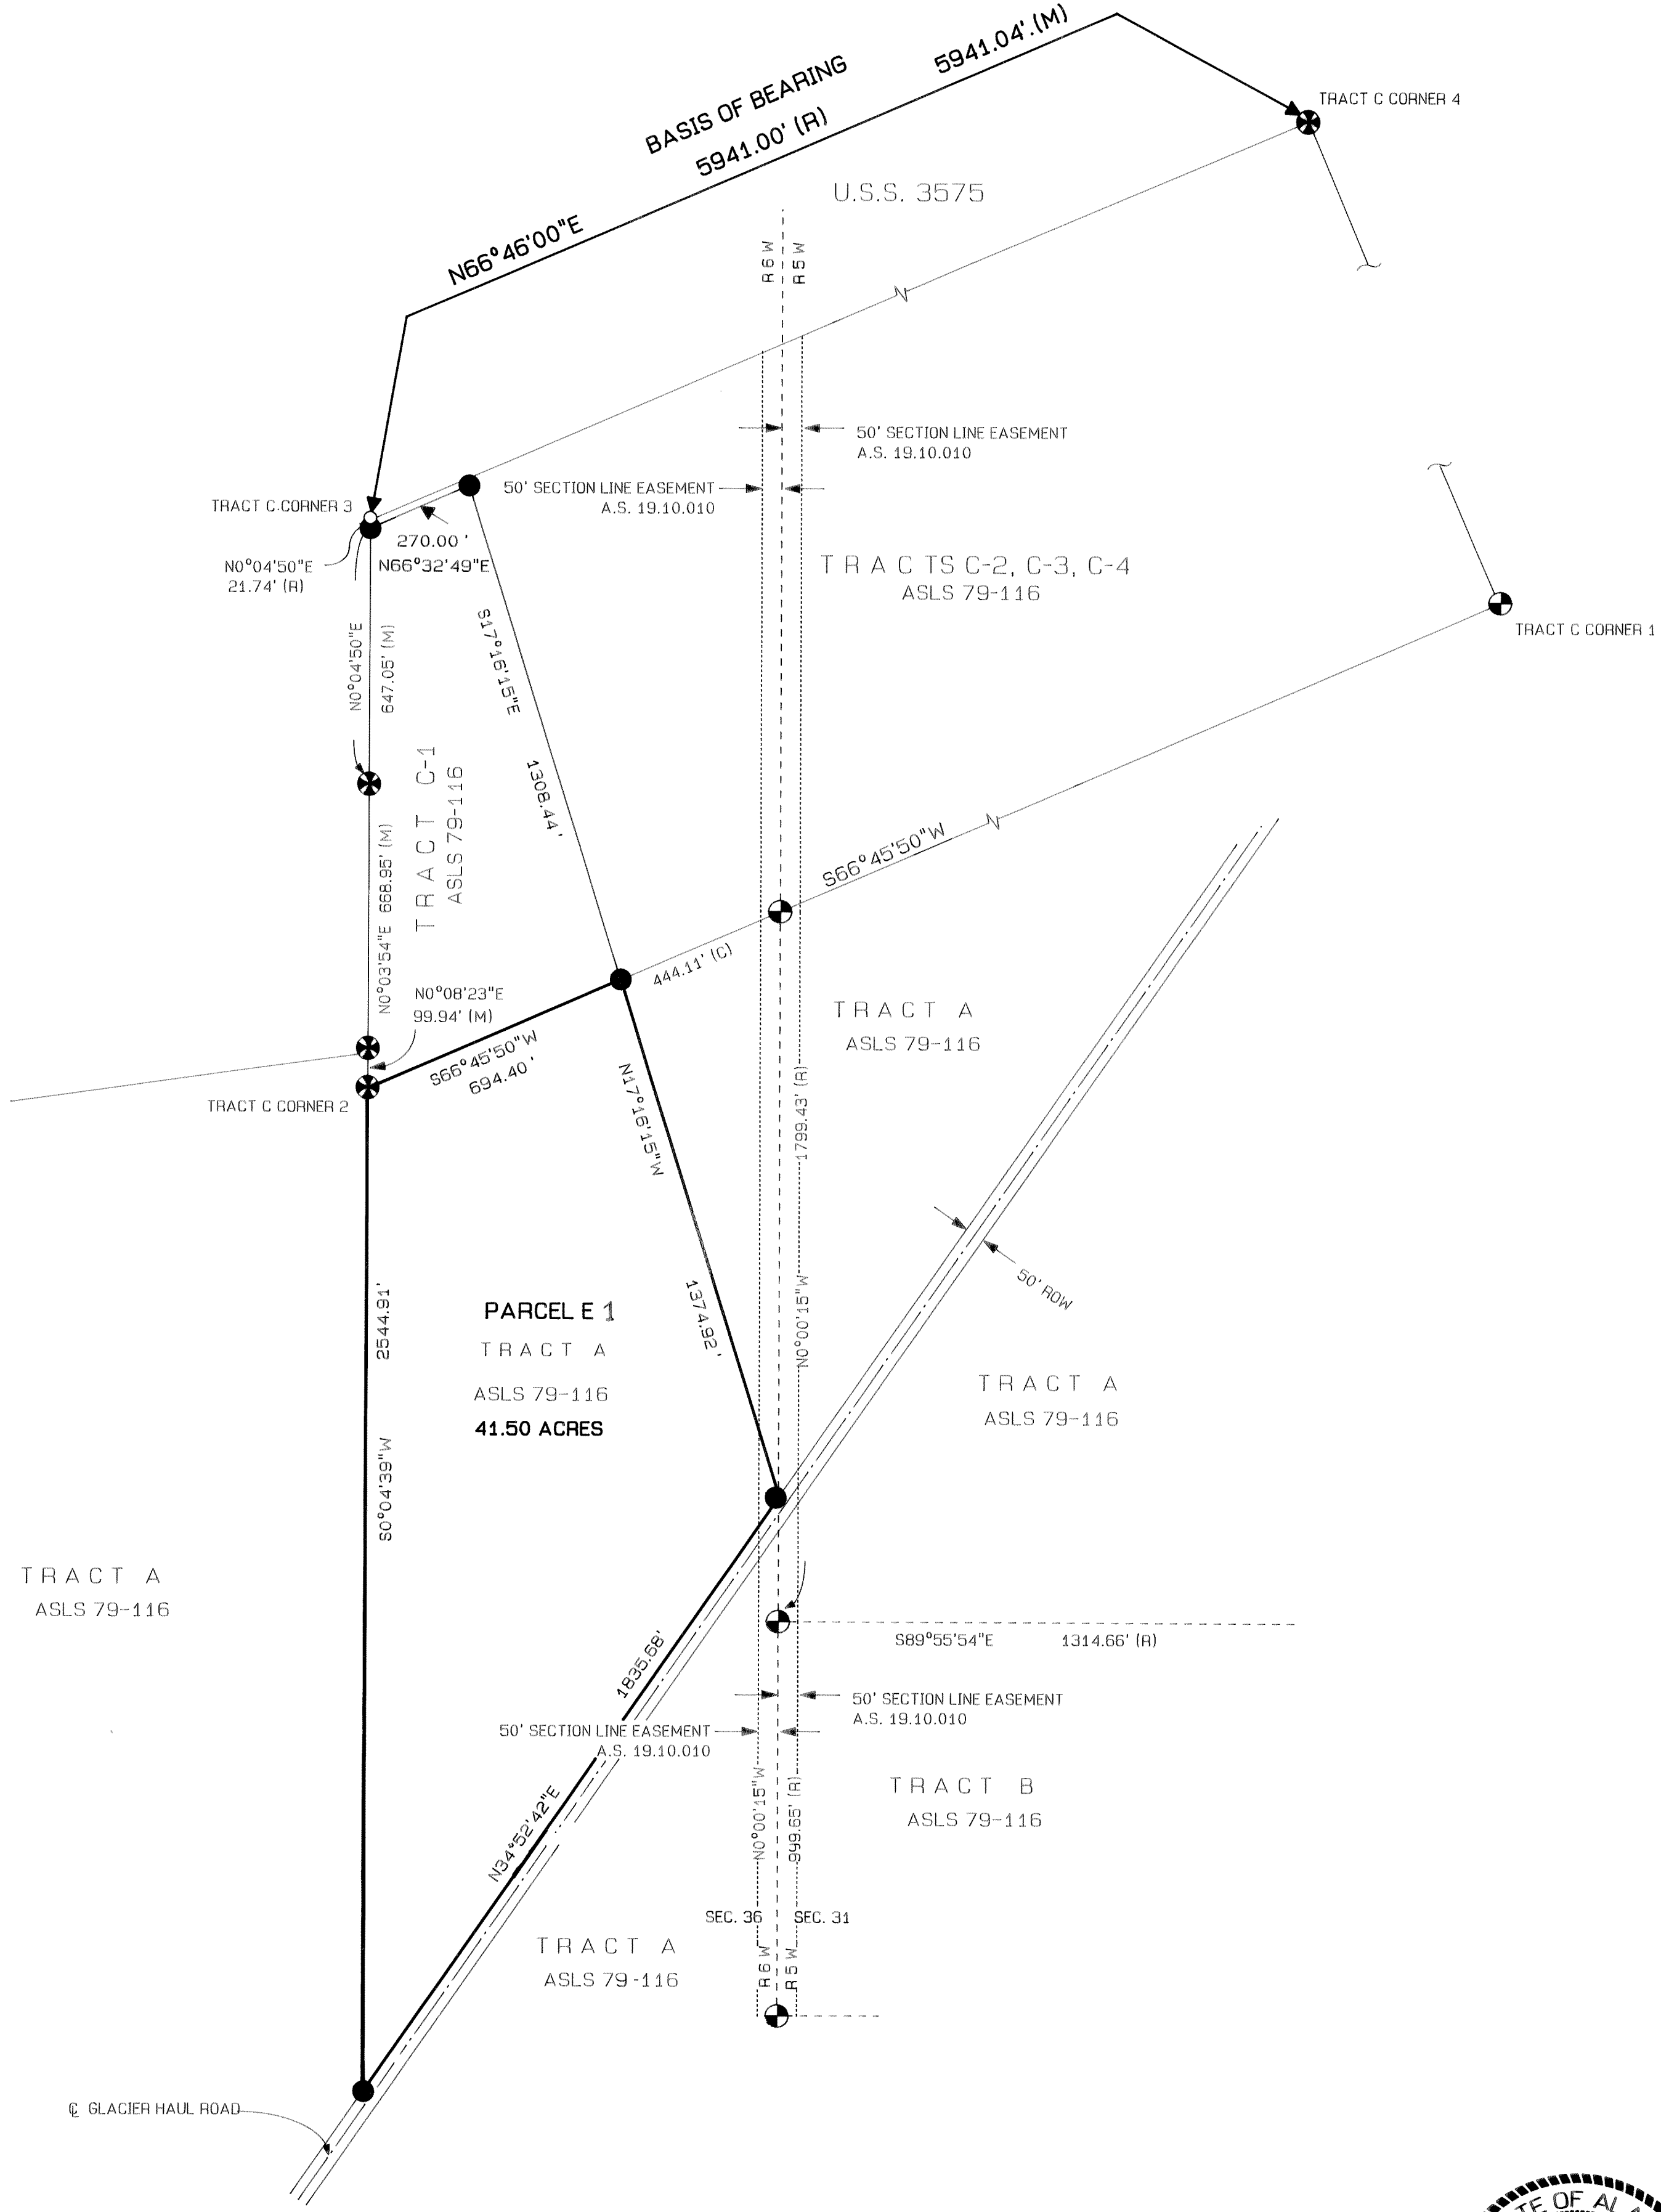 BASIS OF BEARING
5941.04'.(M)
5941.00' (R)
N66°46'00"E
TRACT C CORNER 4
U.S.S. 3575
R 6 W
R 5 W
50' SECTION LINE EASEMENT
A.S. 19.10.010
50' SECTION LINE EASEMENT
A.S. 19.10.010
TRACT C CORNER 3
N0°04'50"E
21.74' (R)
270.00 '
N66°32'49"E
TRACTS C-2, C-3, C-4
ASLS 79-116
TRACT C CORNER 1
N0°04'50"E
647.05' (M)
S17°16'15"E
1308.44'
TRACT C-1
ASLS 79-116
N0°03'54"E 668.95' (M)
S66°45'50"W
444.11' (C)
N0°08'23"E
99.94' (M)
S66°45'50"W
694.40 '
TRACT C CORNER 2
TRACT A
ASLS 79-116
N17°16'15"W
1374.92 '
1799.43' (R)
N0°00'15"W
50' ROW
2544.91'
S0°04'39"W
PARCEL E 1
TRACT A
ASLS 79-116
41.50 ACRES
TRACT A
ASLS 79-116
TRACT A
ASLS 79-116
S89°55'54"E 1314.66' (R)
1835.68'
N34°52'42"E
50' SECTION LINE EASEMENT
A.S. 19.10.010
50' SECTION LINE EASEMENT
A.S. 19.10.010
N0°00'15"W
999.65' (R)
TRACT B
ASLS 79-116
SEC. 36
SEC. 31
R 6 W
R 5 W
TRACT A
ASLS 79-116
℄ GLACIER HAUL ROAD
TE OF AL